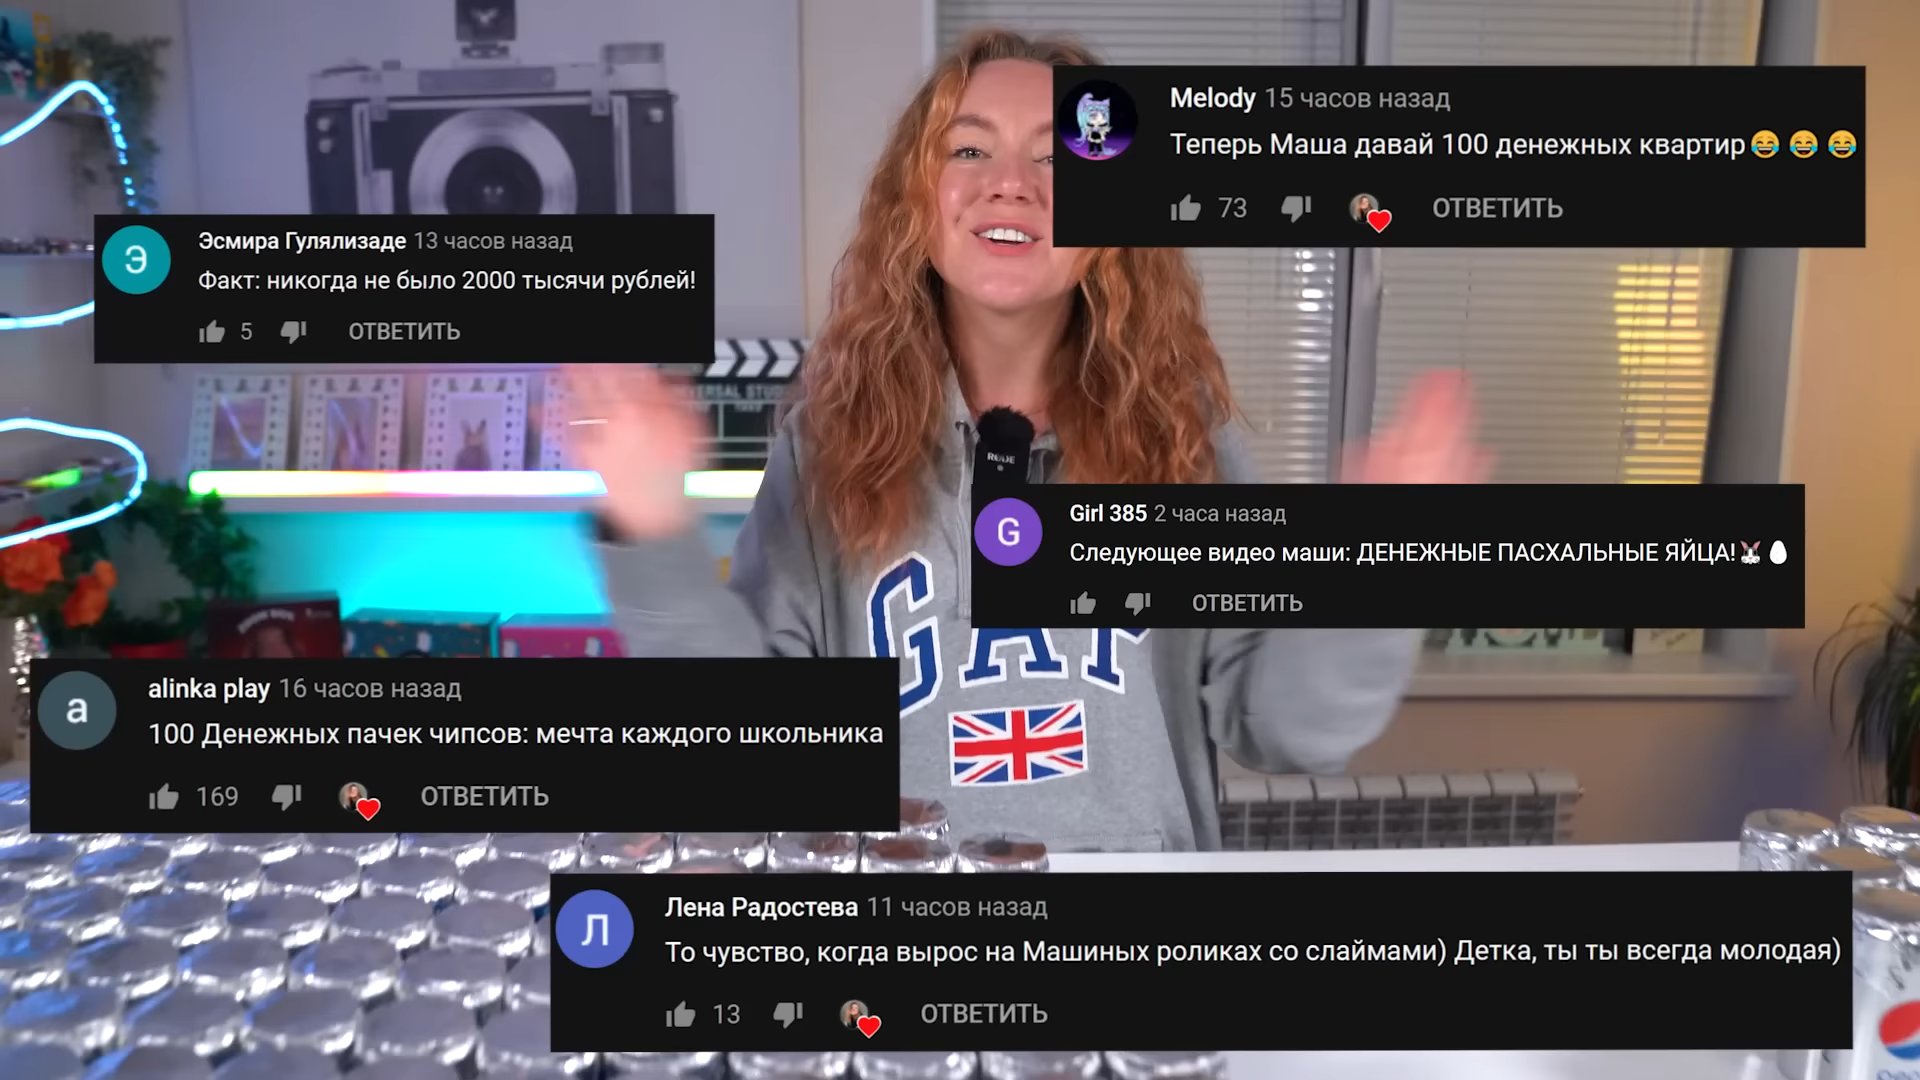 Melody 15 часов назад
Теперь Маша давай 100 денежных квартир😂😂😂
73 ОТВЕТИТЬ
Э
Эсмира Гулялизаде 13 часов назад
Факт: никогда не было 2000 тысячи рублей!
5 ОТВЕТИТЬ
RODE
G
Girl 385 2 часа назад
Следующее видео маши: ДЕНЕЖНЫЕ ПАСХАЛЬНЫЕ ЯЙЦА!🐰🥚
ОТВЕТИТЬ
GAP
a
alinka play 16 часов назад
100 Денежных пачек чипсов: мечта каждого школьника
169 ОТВЕТИТЬ
Л
Лена Радостева 11 часов назад
То чувство, когда вырос на Машиных роликах со слаймами) Детка, ты ты всегда молодая)
13 ОТВЕТИТЬ